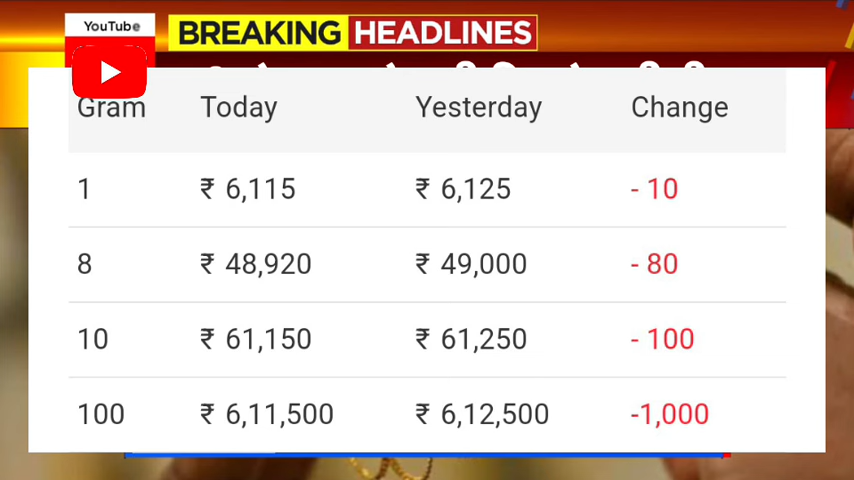 YouTube
BREAKING HEADLINES
Gram Today Yesterday Change
1 ₹ 6,115 ₹ 6,125 - 10
8 ₹ 48,920 ₹ 49,000 - 80
10 ₹ 61,150 ₹ 61,250 - 100
100 ₹ 6,11,500 ₹ 6,12,500 -1,000